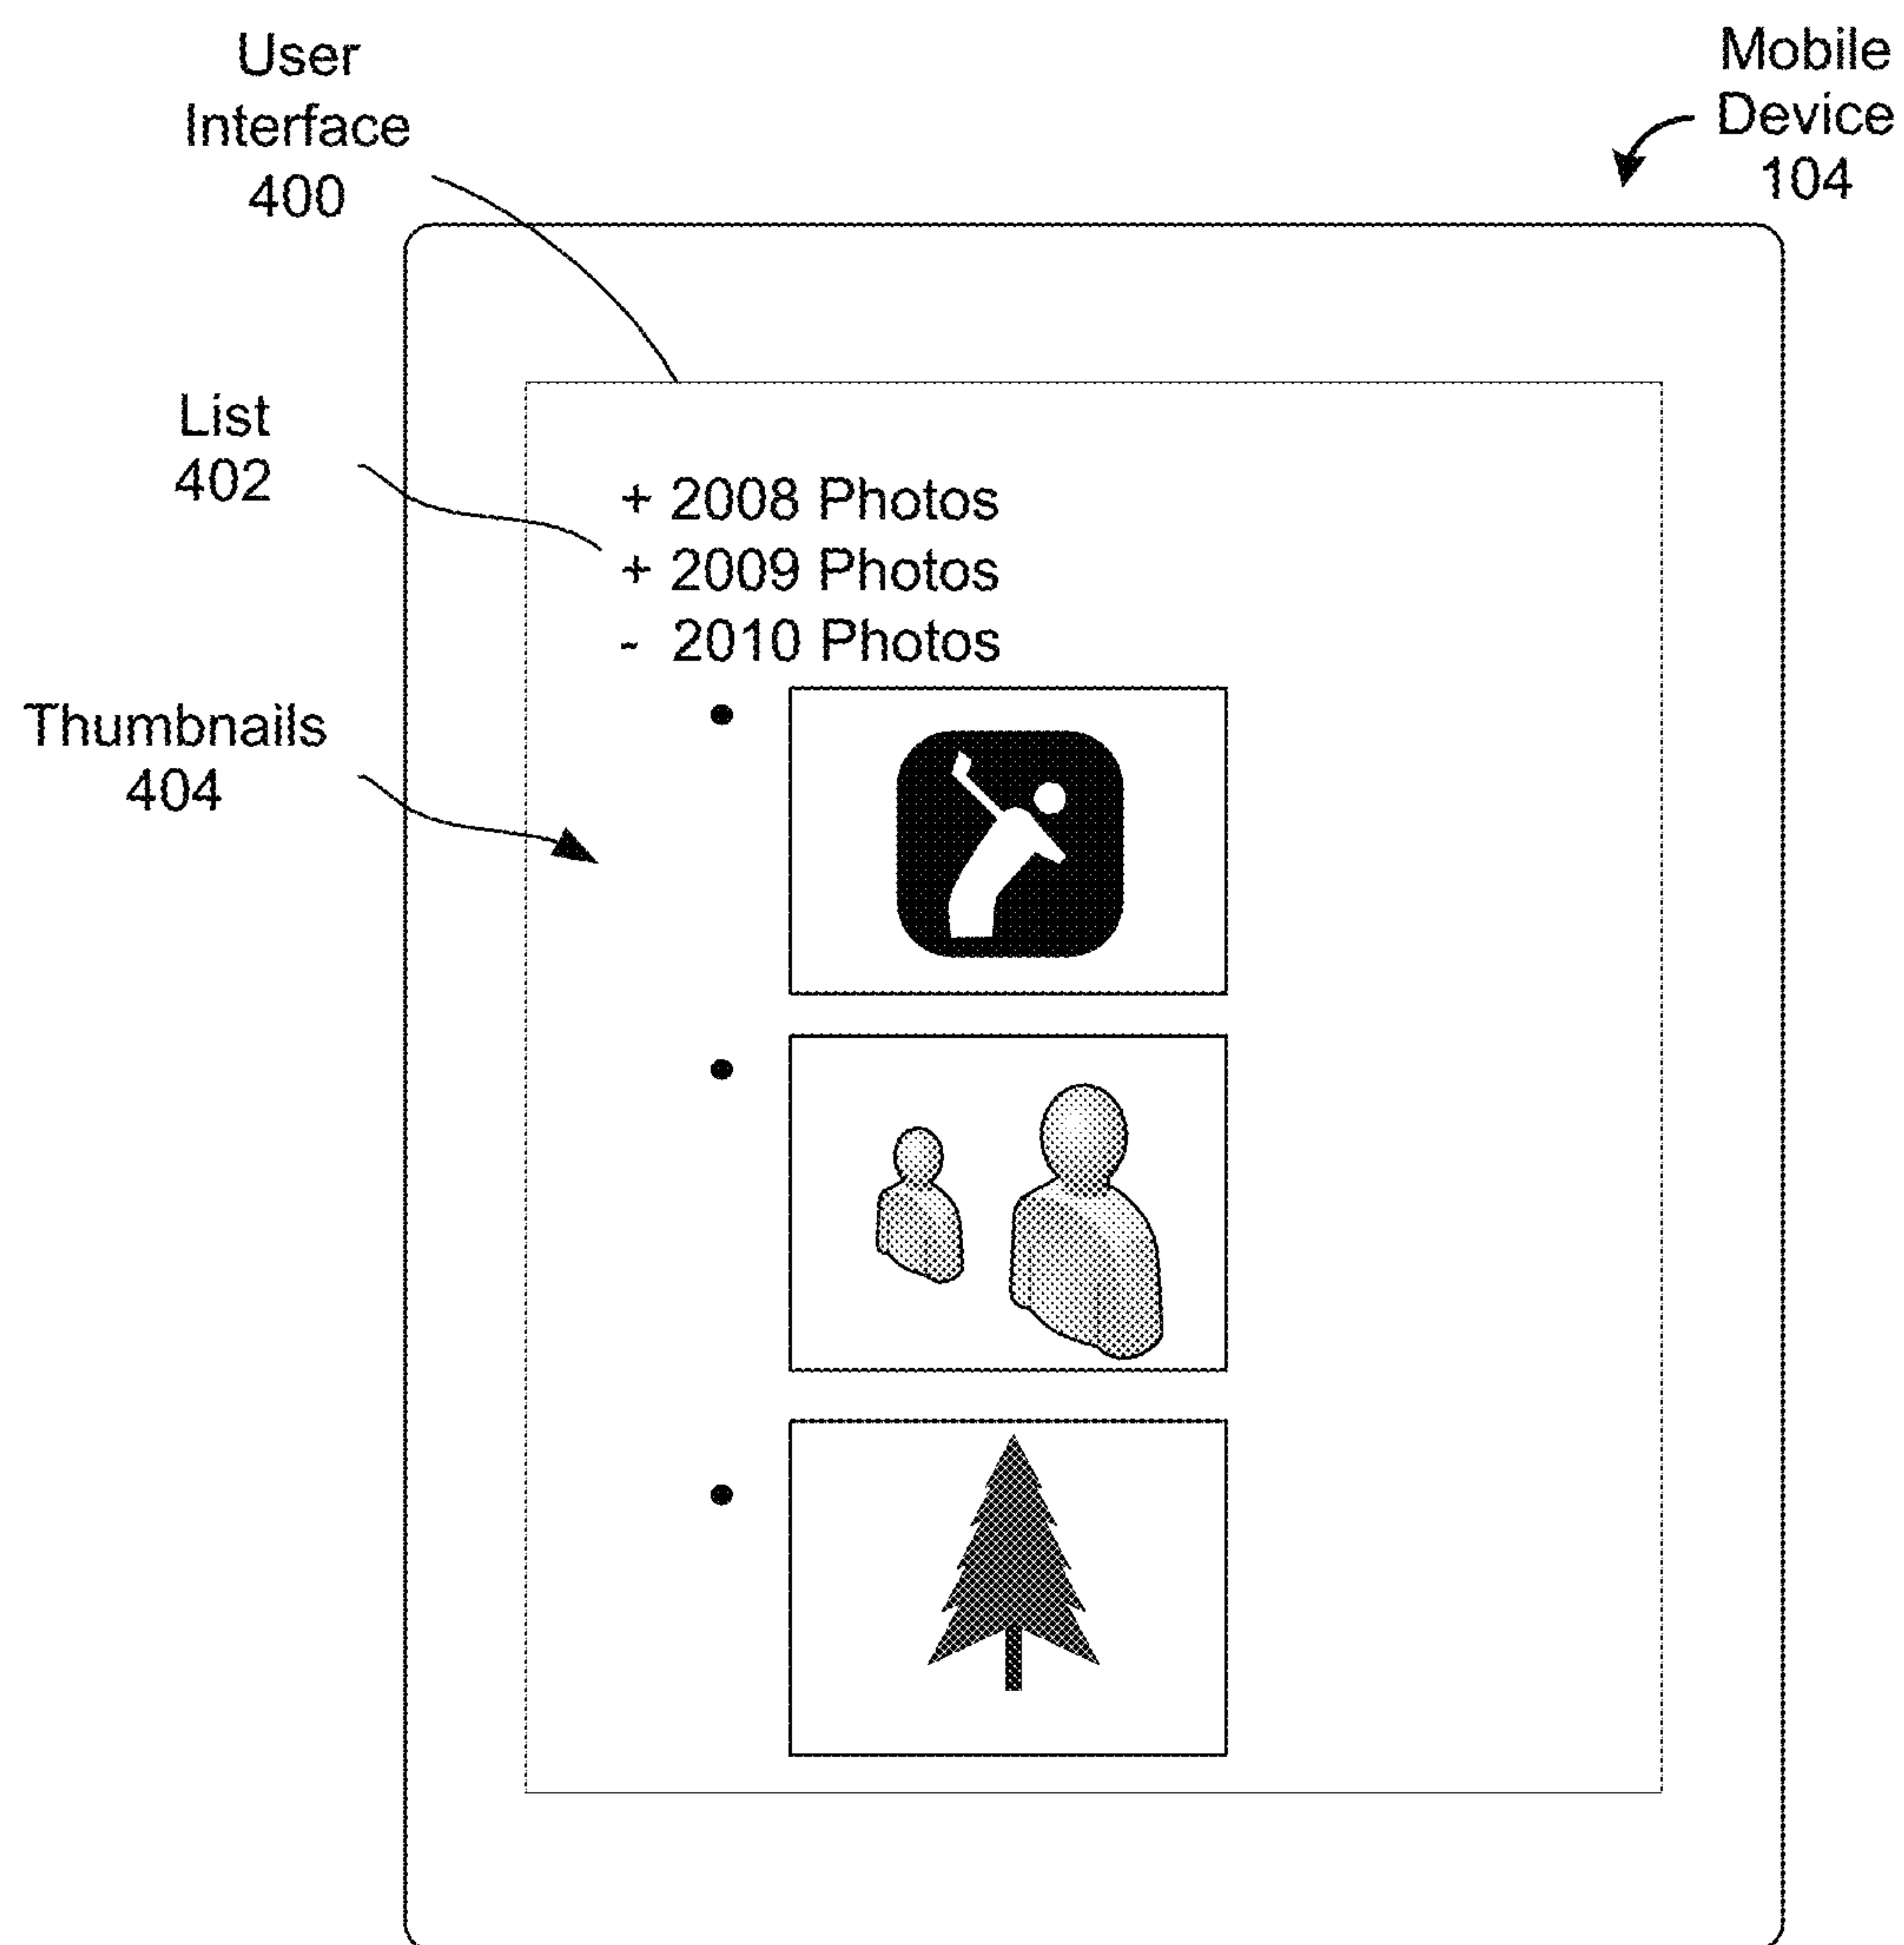 User
Interface
400
Mobile
Device
104
List
402
+ 2008 Photos
+ 2009 Photos
- 2010 Photos
Thumbnails
404